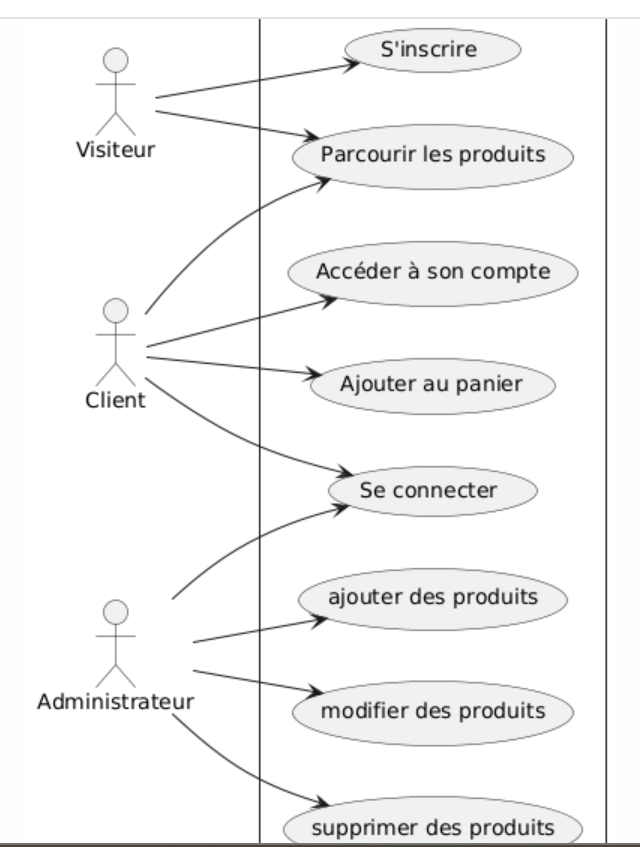 S'inscrire
Visiteur
Parcourir les produits
Accéder à son compte
Ajouter au panier
Client
Se connecter
ajouter des produits
Administrateur
modifier des produits
supprimer des produits